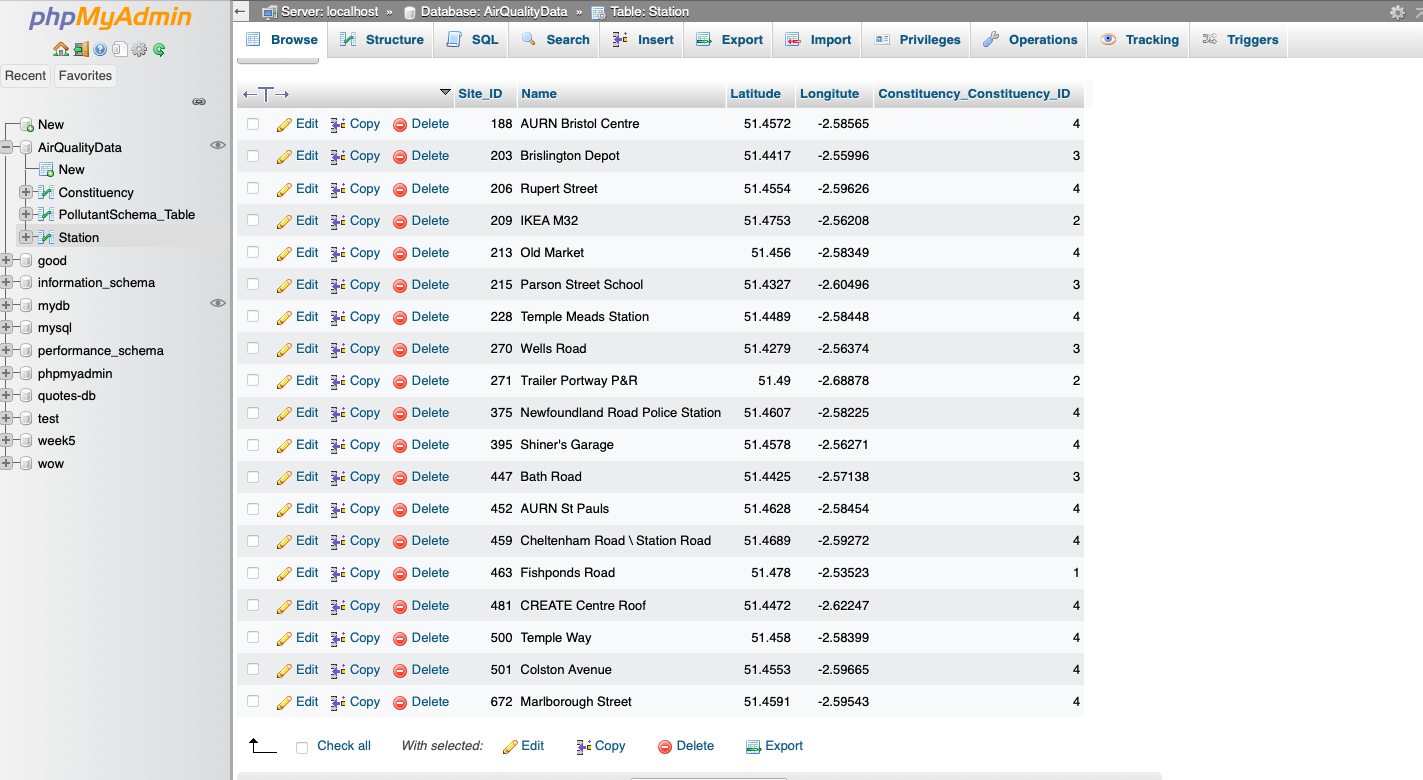 phpMyAdmin
Recent Favorites
New
AirQualityData
New
Constituency
PollutantSchema_Table
Station
good
information_schema
mydb
mysql
performance_schema
phpmyadmin
quotes-db
test
week5
wow
Server: localhost » Database: AirQualityData » Table: Station
Browse Structure SQL Search Insert Export Import Privileges Operations Tracking Triggers
Site_ID Name Latitude Longitute Constituency_Constituency_ID
Edit Copy Delete 188 AURN Bristol Centre 51.4572 -2.58565 4
Edit Copy Delete 203 Brislington Depot 51.4417 -2.55996 3
Edit Copy Delete 206 Rupert Street 51.4554 -2.59626 4
Edit Copy Delete 209 IKEA M32 51.4753 -2.56208 2
Edit Copy Delete 213 Old Market 51.456 -2.58349 4
Edit Copy Delete 215 Parson Street School 51.4327 -2.60496 3
Edit Copy Delete 228 Temple Meads Station 51.4489 -2.58448 4
Edit Copy Delete 270 Wells Road 51.4279 -2.56374 3
Edit Copy Delete 271 Trailer Portway P&R 51.49 -2.68878 2
Edit Copy Delete 375 Newfoundland Road Police Station 51.4607 -2.58225 4
Edit Copy Delete 395 Shiner's Garage 51.4578 -2.56271 4
Edit Copy Delete 447 Bath Road 51.4425 -2.57138 3
Edit Copy Delete 452 AURN St Pauls 51.4628 -2.58454 4
Edit Copy Delete 459 Cheltenham Road \ Station Road 51.4689 -2.59272 4
Edit Copy Delete 463 Fishponds Road 51.478 -2.53523 1
Edit Copy Delete 481 CREATE Centre Roof 51.4472 -2.62247 4
Edit Copy Delete 500 Temple Way 51.458 -2.58399 4
Edit Copy Delete 501 Colston Avenue 51.4553 -2.59665 4
Edit Copy Delete 672 Marlborough Street 51.4591 -2.59543 4
Check all With selected: Edit Copy Delete Export